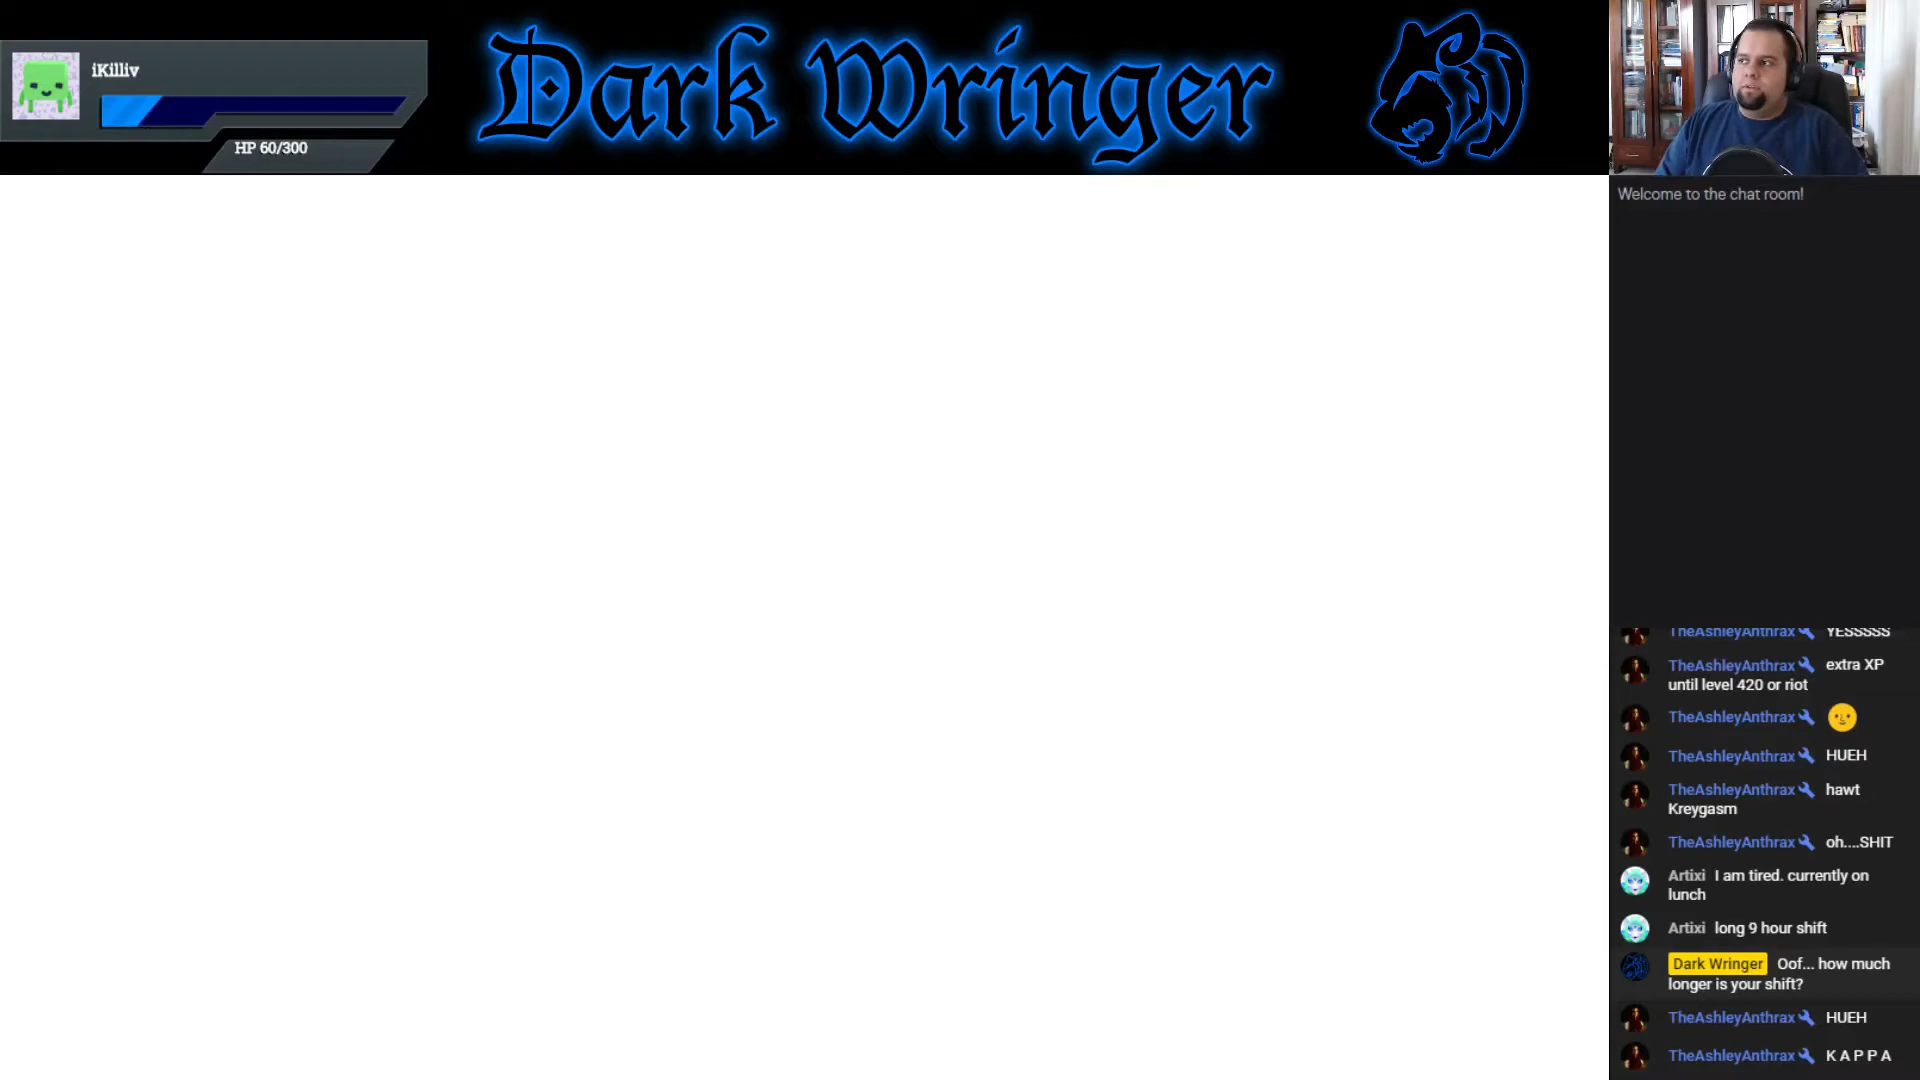 iKilliv
HP 60/300
Dark Wringer
Welcome to the chat room!
TheAshleyAnthrax YESSSSS
TheAshleyAnthrax extra XP
until level 420 or riot
TheAshleyAnthrax
TheAshleyAnthrax HUEH
TheAshleyAnthrax hawt
Kreygasm
TheAshleyAnthrax oh....SHIT
Artixi I am tired. currently on
lunch
Artixi long 9 hour shift
Dark Wringer Oof... how much
longer is your shift?
TheAshleyAnthrax HUEH
TheAshleyAnthrax K A P P A